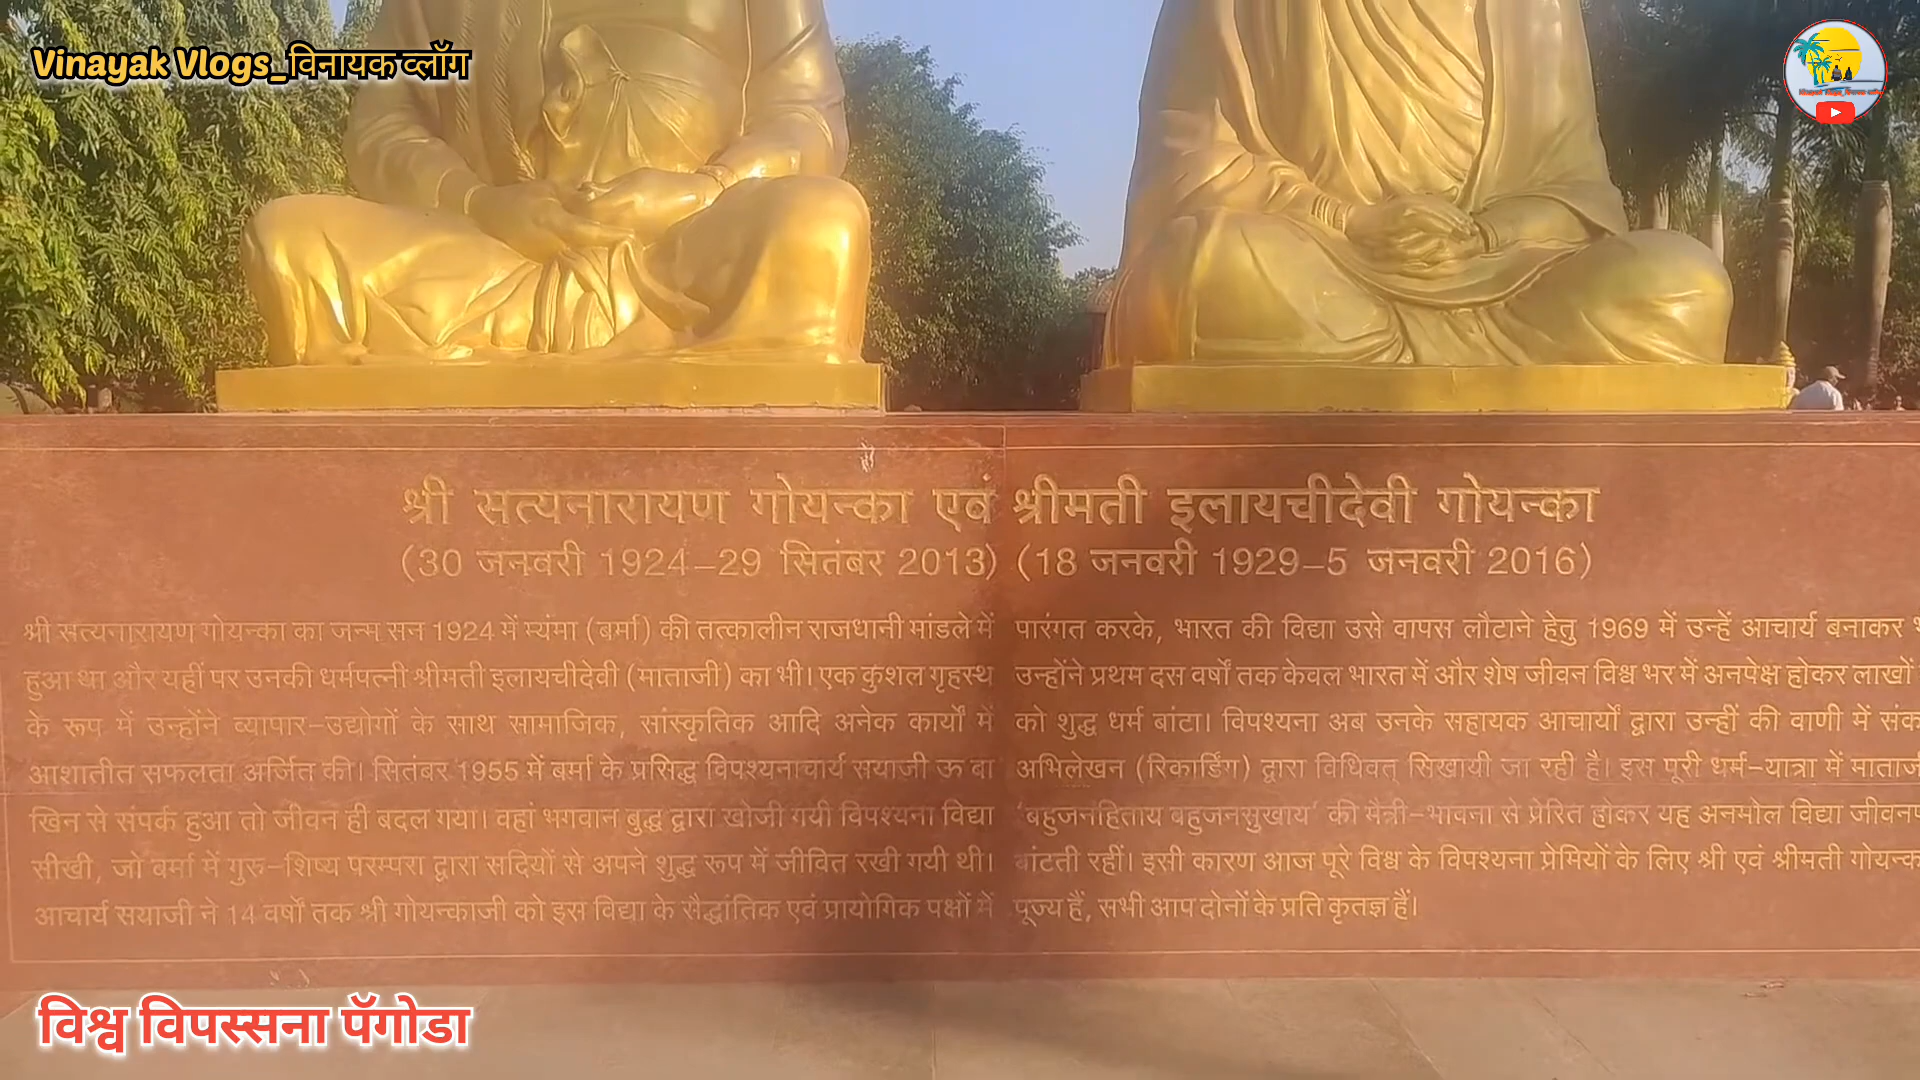 Vinayak Vlogs_विनायक व्लॉग
श्री सत्यनारायण गोयन्का एवं श्रीमती इलायचीदेवी गोयन्का
(30 जनवरी 1924–29 सितंबर 2013) (18 जनवरी 1929–5 जनवरी 2016)
श्री सत्यनारायण गोयन्का का जन्म सन 1924 में म्यंमा (बर्मा) की तत्कालीन राजधानी मांडले में
हुआ था और यहीं पर उनकी धर्मपत्नी श्रीमती इलायचीदेवी (माताजी) का भी। एक कुशल गृहस्थ
के रूप में उन्होंने व्यापार–उद्योगों के साथ सामाजिक, सांस्कृतिक आदि अनेक कार्यों में
आशातीत सफलता अर्जित की। सितंबर 1955 में बर्मा के प्रसिद्ध विपश्यनाचार्य सयाजी ऊ बा
खिन से संपर्क हुआ तो जीवन ही बदल गया। वहां भगवान बुद्ध द्वारा खोजी गयी विपश्यना विद्या
सीखी, जो बर्मा में गुरु–शिष्य परम्परा द्वारा सदियों से अपने शुद्ध रूप में जीवित रखी गयी थी।
आचार्य सयाजी ने 14 वर्षों तक श्री गोयन्काजी को इस विद्या के सैद्धांतिक एवं प्रायोगिक पक्षों में
पारंगत करके, भारत की विद्या उसे वापस लौटाने हेतु 1969 में उन्हें आचार्य बनाकर
उन्होंने प्रथम दस वर्षों तक केवल भारत में और शेष जीवन विश्व भर में अनपेक्ष होकर लाखों
को शुद्ध धर्म बांटा। विपश्यना अब उनके सहायक आचार्यों द्वारा उन्हीं की वाणी में
अभिलेखन (रिकार्डिंग) द्वारा विधिवत् सिखायी जा रही है। इस पूरी धर्म–यात्रा में
'बहुजनहिताय बहुजनसुखाय' की मैत्री–भावना से प्रेरित होकर यह अनमोल विद्या
बांटती रहीं। इसी कारण आज पूरे विश्व के विपश्यना प्रेमियों के लिए श्री एवं श्रीमती
पूज्य हैं, सभी आप दोनों के प्रति कृतज्ञ हैं।
विश्व विपस्सना पॅगोडा